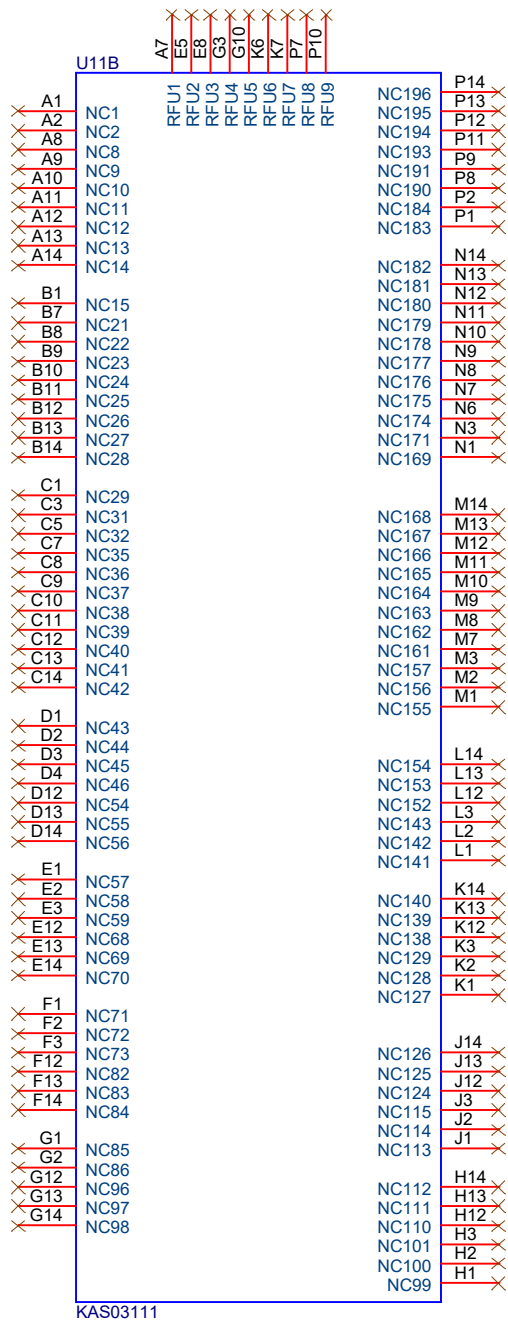 U11B
A7 RFU1
E5 RFU2
E8 RFU3
G3 RFU4
G10 RFU5
K6 RFU6
K7 RFU7
P7 RFU8
P10 RFU9
A1 NC1
A2 NC2
A8 NC8
A9 NC9
A10 NC10
A11 NC11
A12 NC12
A13 NC13
A14 NC14
B1 NC15
B7 NC21
B8 NC22
B9 NC23
B10 NC24
B11 NC25
B12 NC26
B13 NC27
B14 NC28
C1 NC29
C3 NC31
C5 NC32
C7 NC35
C8 NC36
C9 NC37
C10 NC38
C11 NC39
C12 NC40
C13 NC41
C14 NC42
D1 NC43
D2 NC44
D3 NC45
D4 NC46
D12 NC54
D13 NC55
D14 NC56
E1 NC57
E2 NC58
E3 NC59
E12 NC68
E13 NC69
E14 NC70
F1 NC71
F2 NC72
F3 NC73
F12 NC82
F13 NC83
F14 NC84
G1 NC85
G2 NC86
G12 NC96
G13 NC97
G14 NC98
NC196 P14
NC195 P13
NC194 P12
NC193 P11
NC191 P9
NC190 P8
NC184 P2
NC183 P1
NC182 N14
NC181 N13
NC180 N12
NC179 N11
NC178 N10
NC177 N9
NC176 N8
NC175 N7
NC174 N6
NC171 N3
NC169 N1
NC168 M14
NC167 M13
NC166 M12
NC165 M11
NC164 M10
NC163 M9
NC162 M8
NC161 M7
NC157 M3
NC156 M2
NC155 M1
NC154 L14
NC153 L13
NC152 L12
NC143 L3
NC142 L2
NC141 L1
NC140 K14
NC139 K13
NC138 K12
NC129 K3
NC128 K2
NC127 K1
NC126 J14
NC125 J13
NC124 J12
NC115 J3
NC114 J2
NC113 J1
NC112 H14
NC111 H13
NC110 H12
NC101 H3
NC100 H2
NC99 H1
KAS03111